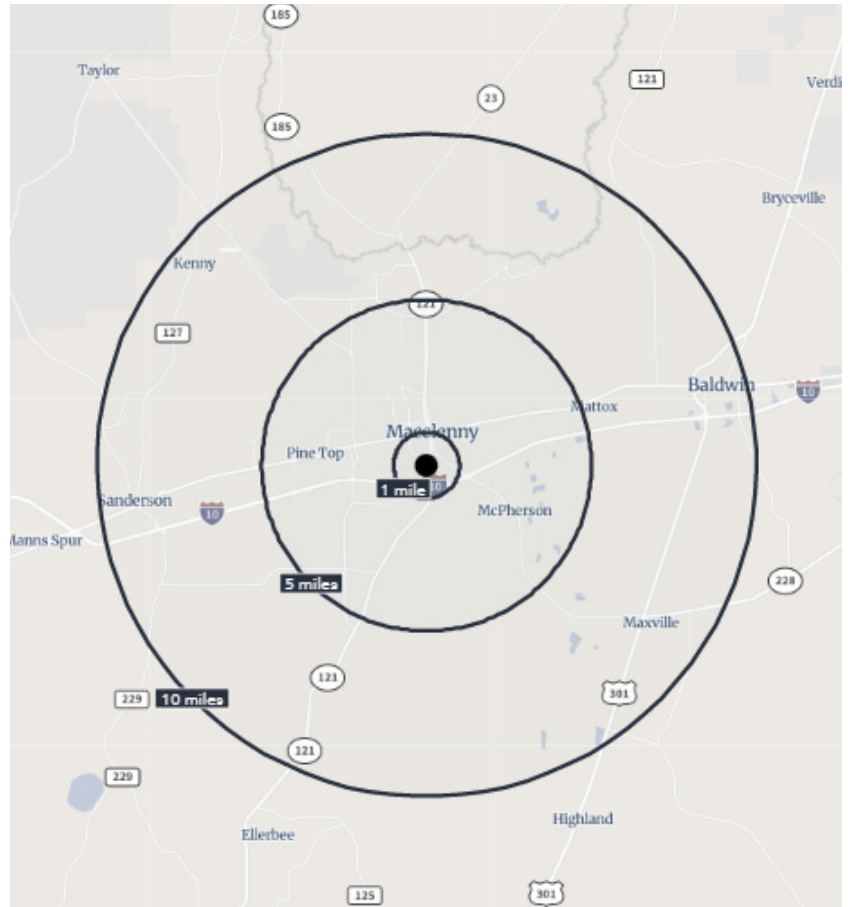 185
Taylor
121
Verdi
23
185
Bryceville
Kenny
121
127
Baldwin
10
Mattox
Macclenny
Pine Top
10
1 mile
Sanderson
10
McPherson
Manns Spur
5 miles
228
Maxville
121
301
229
10 miles
121
229
Highland
Ellerbee
125
301